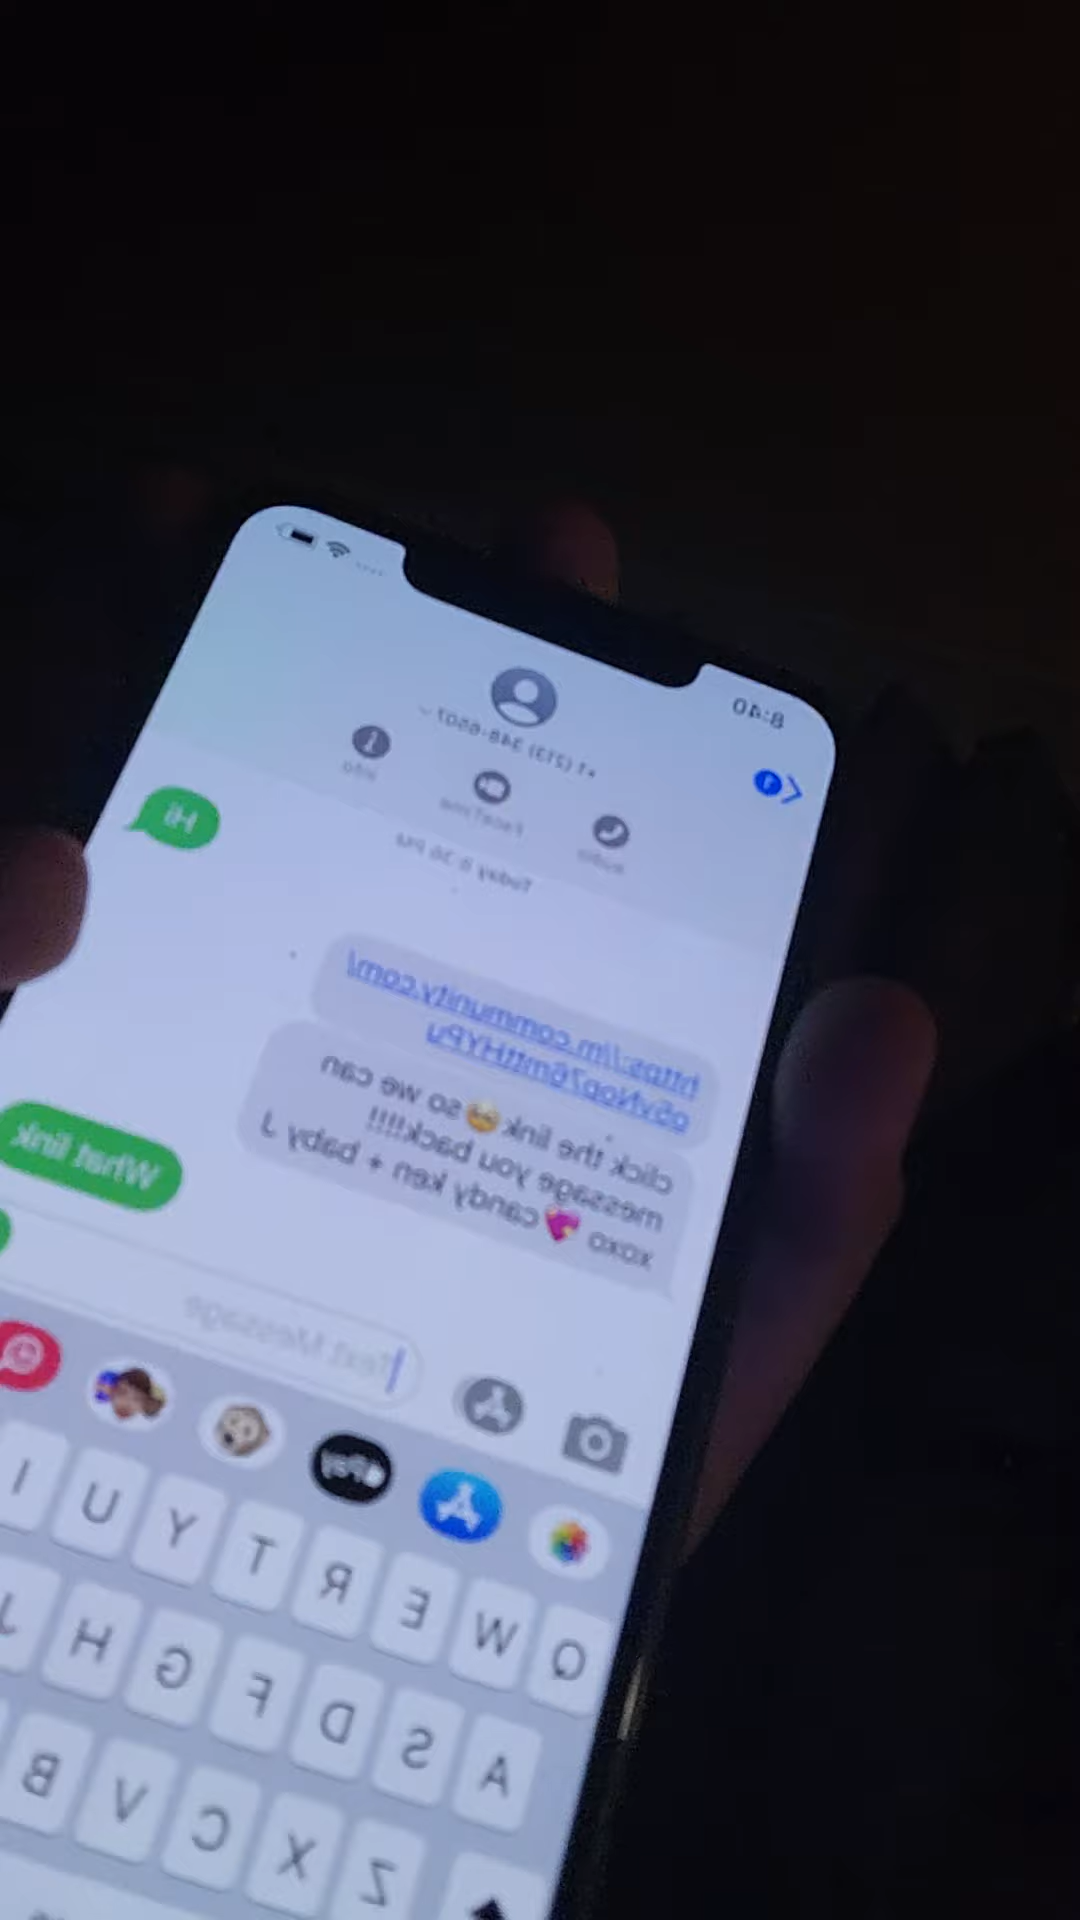 8:40
+1 (213) 348-6507
audio
FaceTime
info
Today 8:36 PM
Hi
https://m.community.com/
click the link 🥺 so we can
message you back!!!!!
xoxo 💘 candy ken + baby J
What link
Text Message
Pay
Q W E R T Y U I
A S D F G H J
Z X C V B